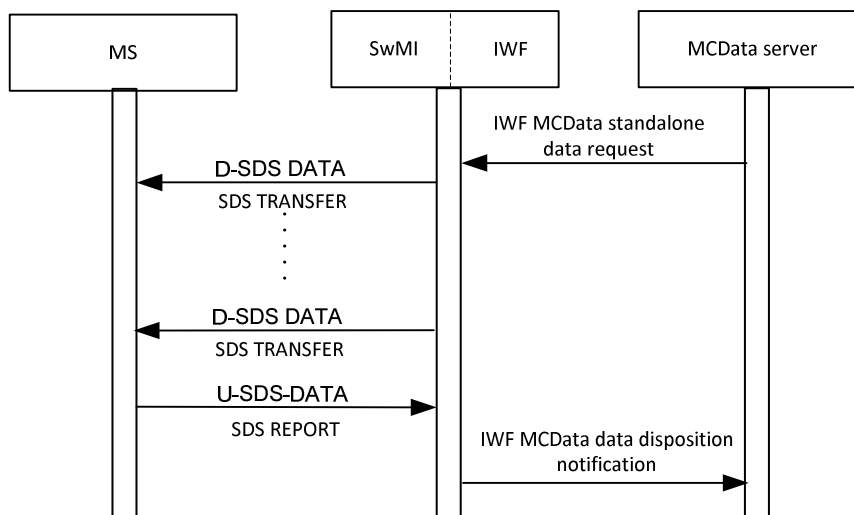 MS
SwMI
IWF
MCData server
IWF MCData standalone
data request
D-SDS DATA
SDS TRANSFER
D-SDS DATA
SDS TRANSFER
U-SDS-DATA
SDS REPORT
IWF MCData data disposition
notification